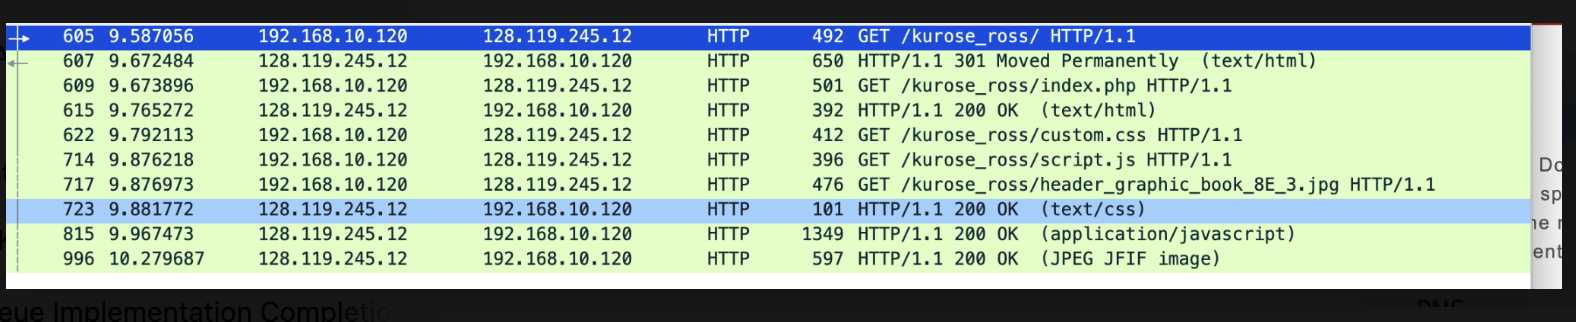 605 9.587056 192.168.10.120 128.119.245.12 HTTP 492 GET /kurose_ross/ HTTP/1.1
607 9.672484 128.119.245.12 192.168.10.120 HTTP 650 HTTP/1.1 301 Moved Permanently (text/html)
609 9.673896 192.168.10.120 128.119.245.12 HTTP 501 GET /kurose_ross/index.php HTTP/1.1
615 9.765272 128.119.245.12 192.168.10.120 HTTP 392 HTTP/1.1 200 OK (text/html)
622 9.792113 192.168.10.120 128.119.245.12 HTTP 412 GET /kurose_ross/custom.css HTTP/1.1
714 9.876218 192.168.10.120 128.119.245.12 HTTP 396 GET /kurose_ross/script.js HTTP/1.1
717 9.876973 192.168.10.120 128.119.245.12 HTTP 476 GET /kurose_ross/header_graphic_book_8E_3.jpg HTTP/1.1
723 9.881772 128.119.245.12 192.168.10.120 HTTP 101 HTTP/1.1 200 OK (text/css)
815 9.967473 128.119.245.12 192.168.10.120 HTTP 1349 HTTP/1.1 200 OK (application/javascript)
996 10.279687 128.119.245.12 192.168.10.120 HTTP 597 HTTP/1.1 200 OK (JPEG JFIF image)
Do
sp
ent
eue Implementation Completio